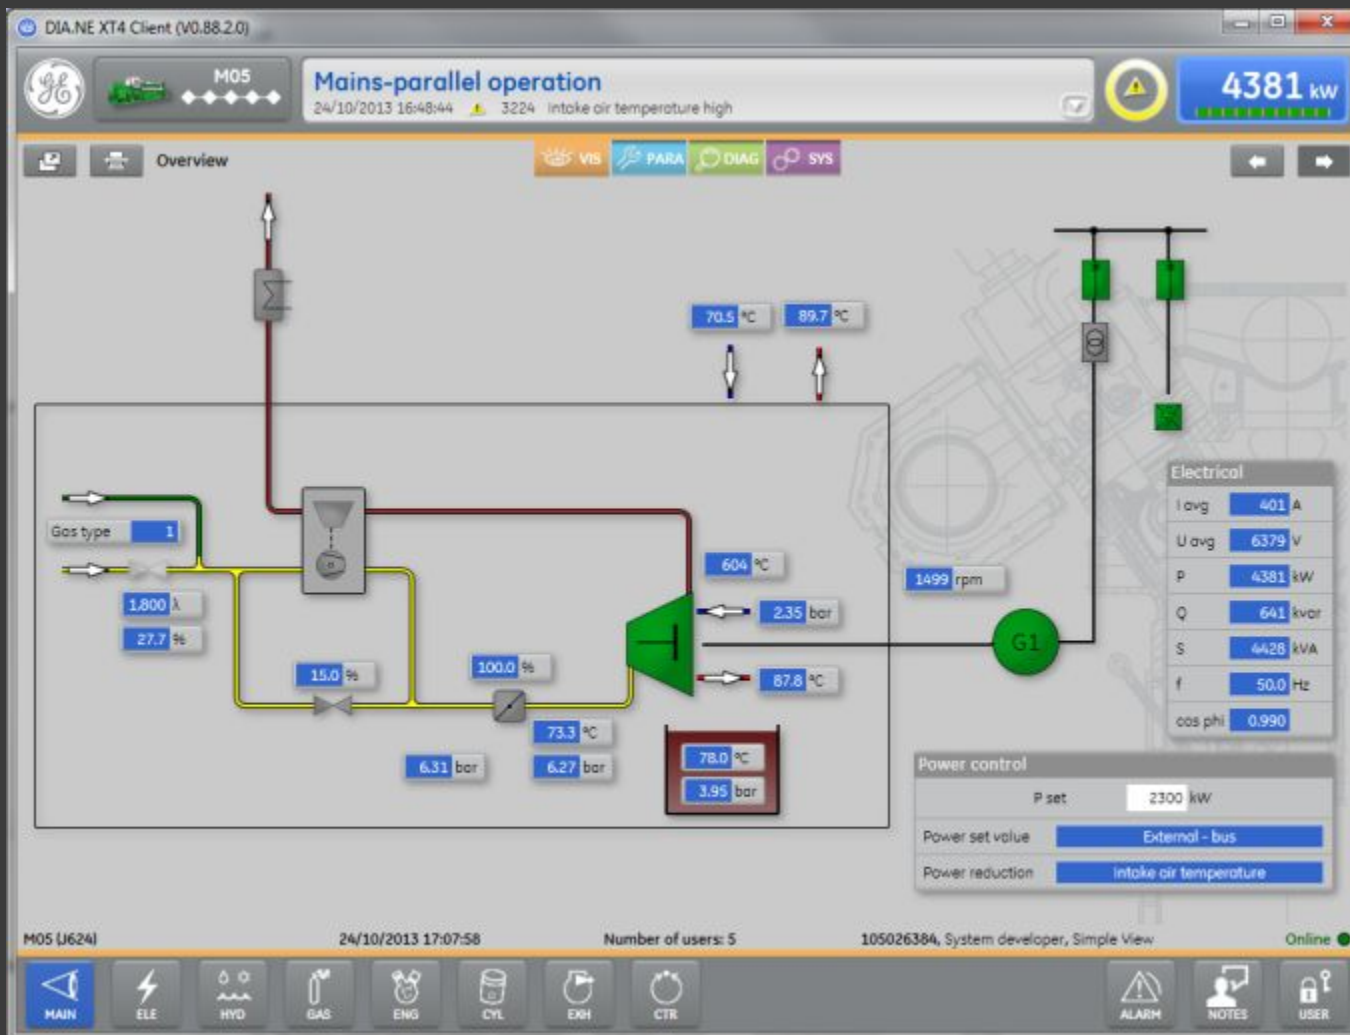 DIA.NE XT4 Client (V0.88.2.0)
GE
M05
Mains-parallel operation
24/10/2013 16:48:44 3224 Intake air temperature high
4381 kW
Overview
VIS PARA DIAG SYS
70.5 °C 89.7 °C
Gas type 1
1.800 λ
27.7 %
15.0 %
100.0 %
6.31 bar
73.3 °C
6.27 bar
604 °C
2.35 bar
87.8 °C
78.0 °C
3.95 bar
1499 rpm
G1
Electrical
I avg 401 A
U avg 6379 V
P 4381 kW
Q 641 kvar
S 4428 kVA
f 50.0 Hz
cos phi 0.990
Power control
P set 2300 kW
Power set value External - bus
Power reduction Intake air temperature
M05 (J624) 24/10/2013 17:07:58 Number of users: 5 105026384, System developer, Simple View Online
MAIN ELE HYD GAS ENG CYL EXH CTR ALARM NOTES USER